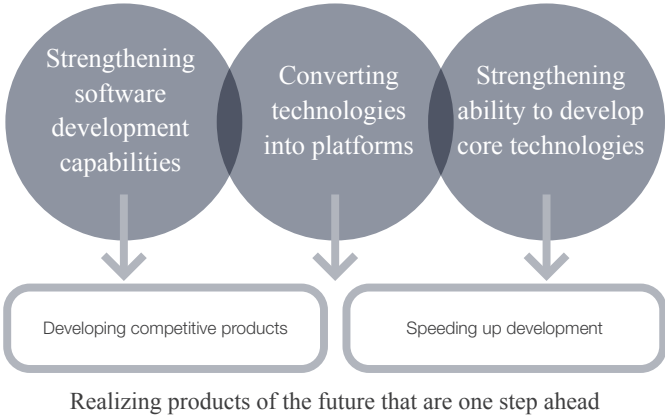 Strengthening
software
development
capabilities
Converting
technologies
into platforms
Strengthening
ability to develop
core technologies
Developing competitive products
Speeding up development
Realizing products of the future that are one step ahead